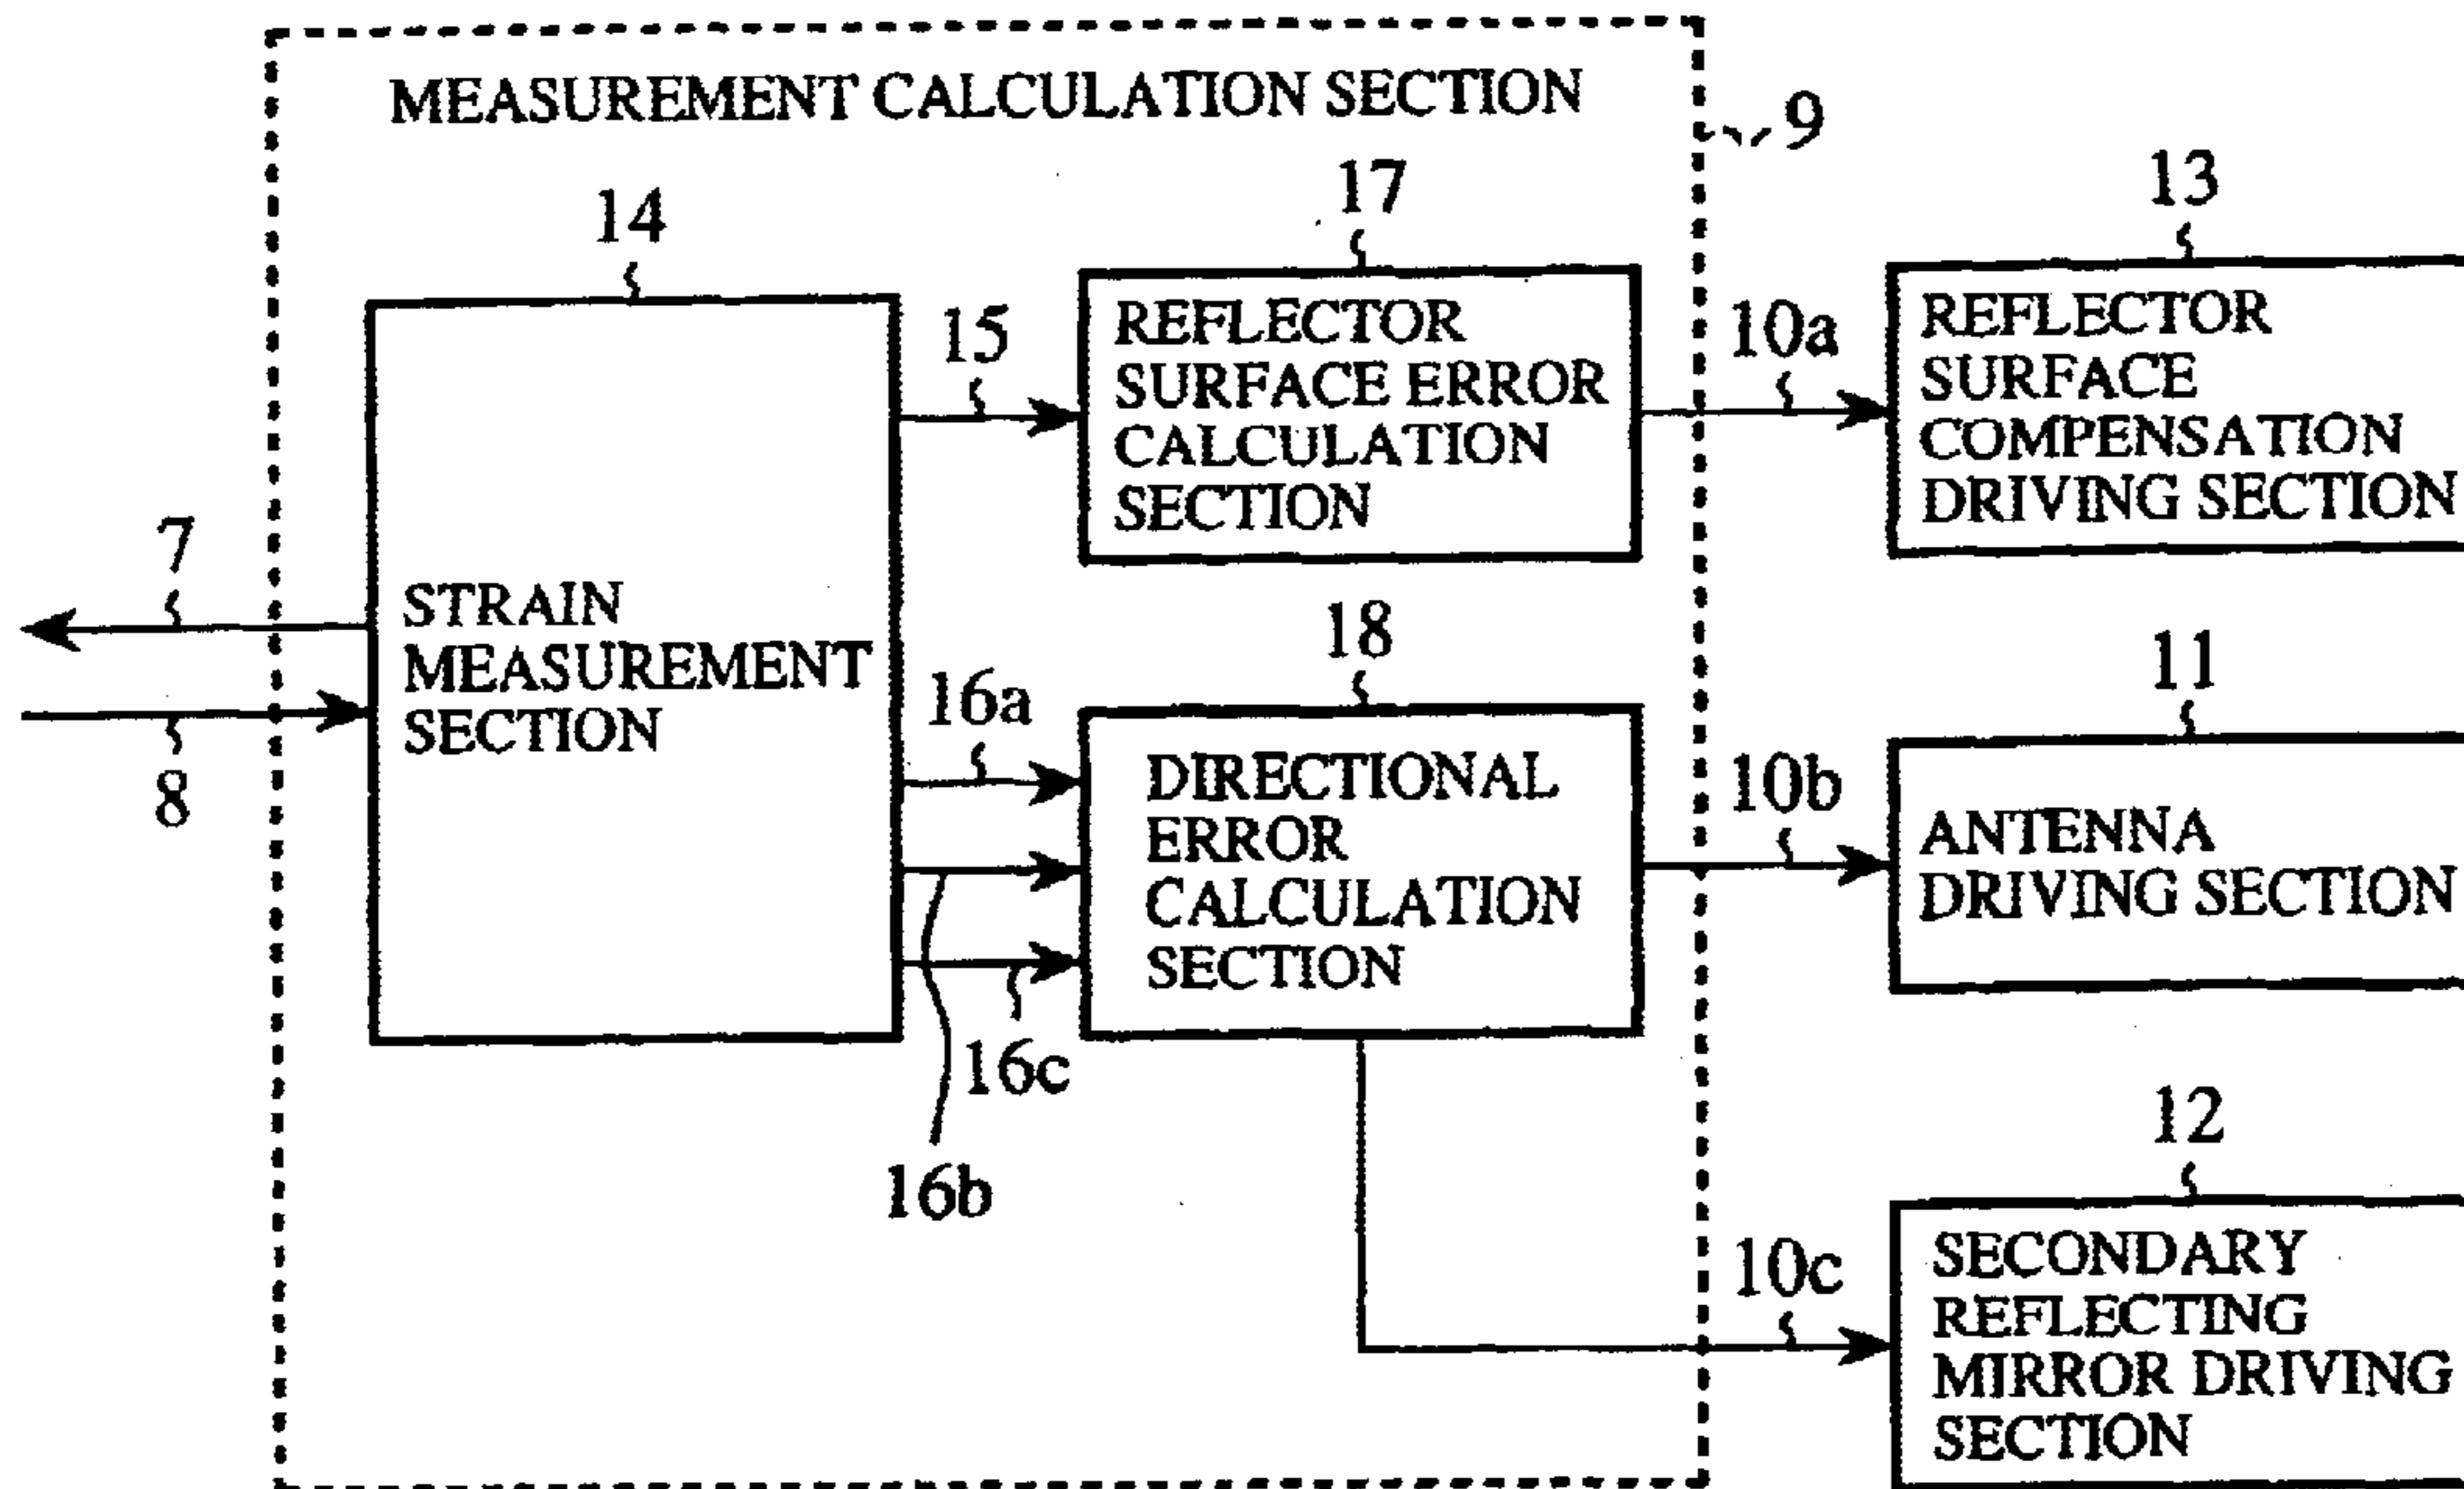 MEASUREMENT CALCULATION SECTION
9
14
17
13
15
REFLECTOR
SURFACE ERROR
CALCULATION
SECTION
10a
REFLECTOR
SURFACE
COMPENSATION
DRIVING SECTION
7
8
STRAIN
MEASUREMENT
SECTION
18
11
16a
16b
16c
DIRECTIONAL
ERROR
CALCULATION
SECTION
10b
ANTENNA
DRIVING SECTION
12
10c
SECONDARY
REFLECTING
MIRROR DRIVING
SECTION